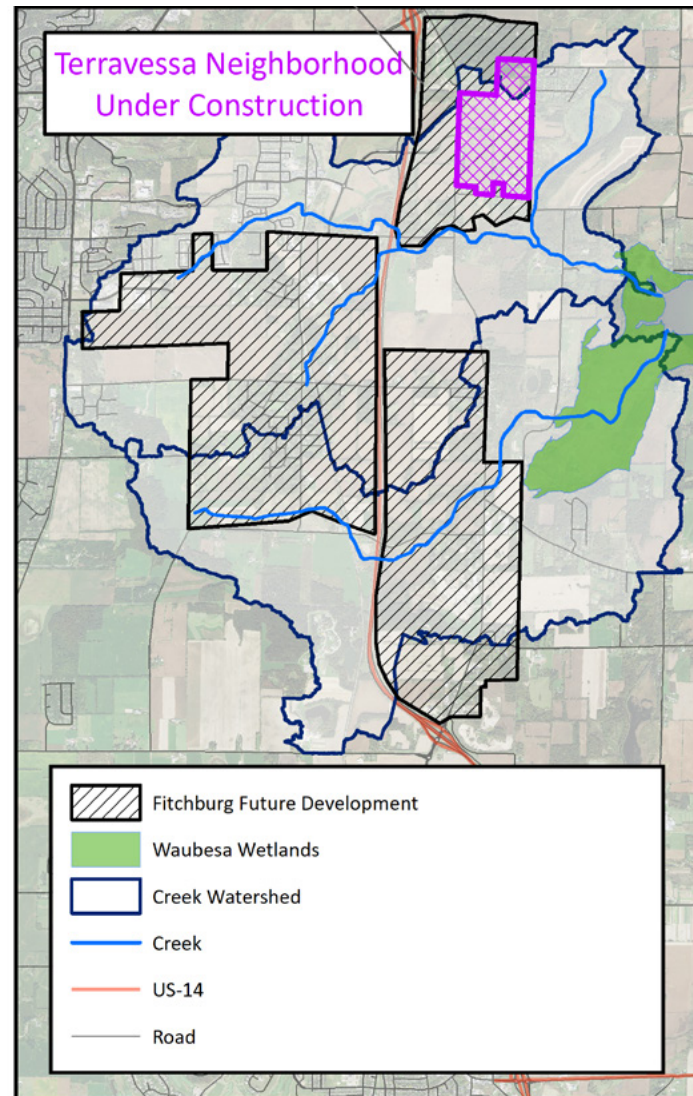 Terravessa Neighborhood
Under Construction
Fitchburg Future Development
Waubesa Wetlands
Creek Watershed
Creek
US-14
Road